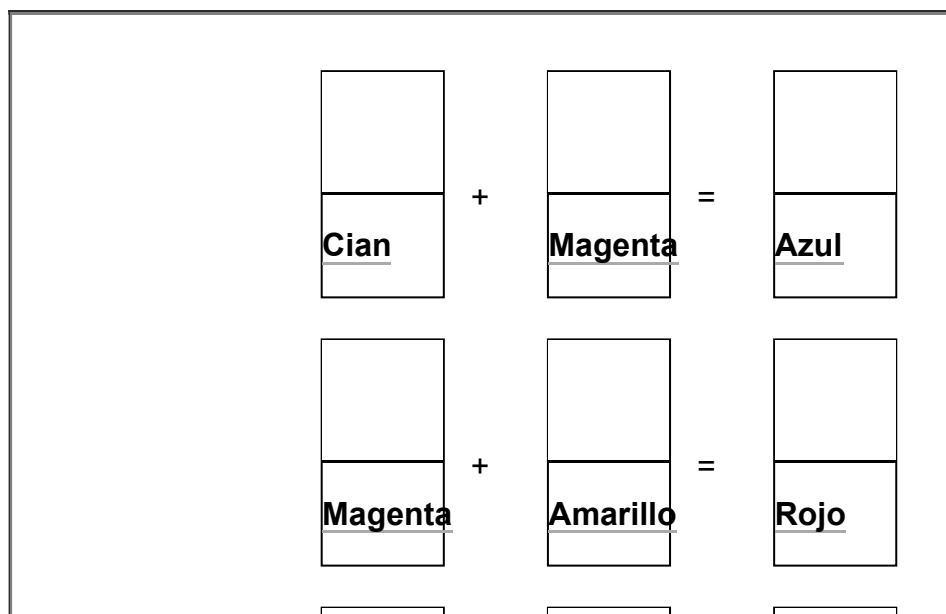 + =
Cian Magenta Azul
+ =
Magenta Amarillo Rojo